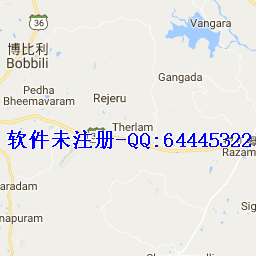 Vangara
36
博比利
Bobbili
Gangada
Pedha
Bheemavaram
Rejeru
Therlam
软件未注册-QQ:64445322
Razam
aradam
napuram
Sig